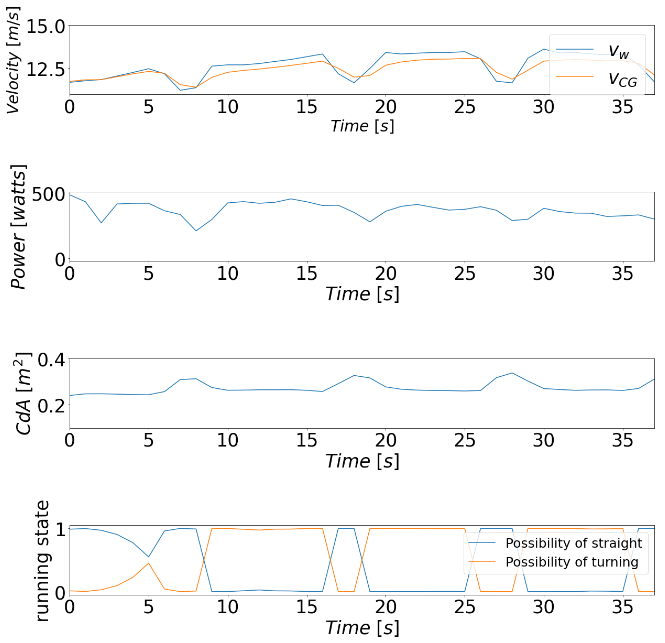 15.0
12.5
Velocity [m/s]
v_w
v_CG
0 5 10 15 20 25 30 35
Time [s]
500
0
Power [watts]
0 5 10 15 20 25 30 35
Time [s]
0.4
0.2
CdA [m²]
0 5 10 15 20 25 30 35
Time [s]
1
0
running state
Possibility of straight
Possibility of turning
0 5 10 15 20 25 30 35
Time [s]